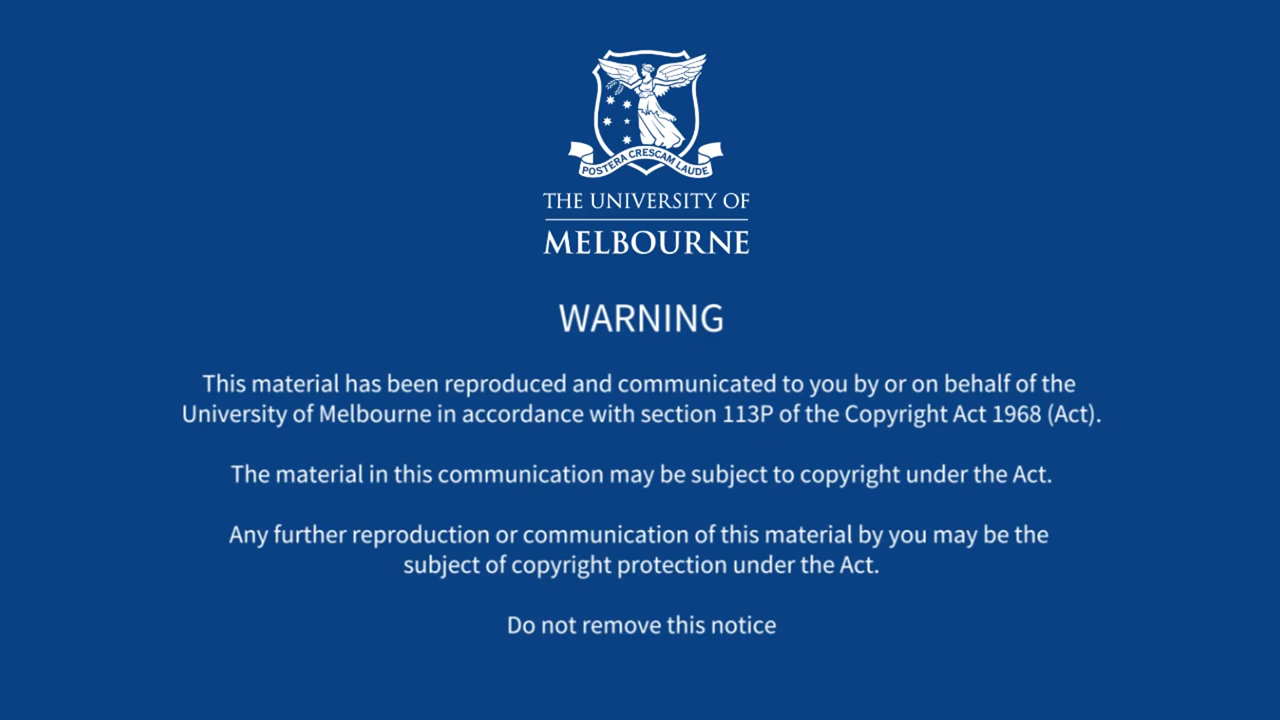 POSTERA CRESCAM LAUDE
THE UNIVERSITY OF
MELBOURNE
WARNING
This material has been reproduced and communicated to you by or on behalf of the
University of Melbourne in accordance with section 113P of the Copyright Act 1968 (Act).
The material in this communication may be subject to copyright under the Act.
Any further reproduction or communication of this material by you may be the
subject of copyright protection under the Act.
Do not remove this notice